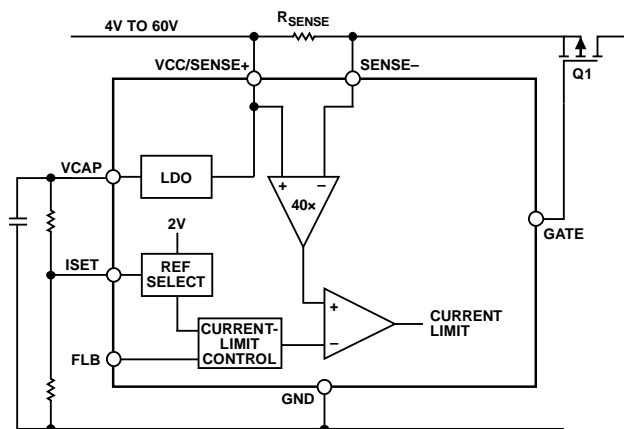 4V TO 60V
RSENSE
VCC/SENSE+
SENSE–
Q1
VCAP
LDO
+
–
40×
GATE
2V
ISET
REF
SELECT
+
CURRENT
LIMIT
CURRENT-
LIMIT
CONTROL
–
FLB
GND